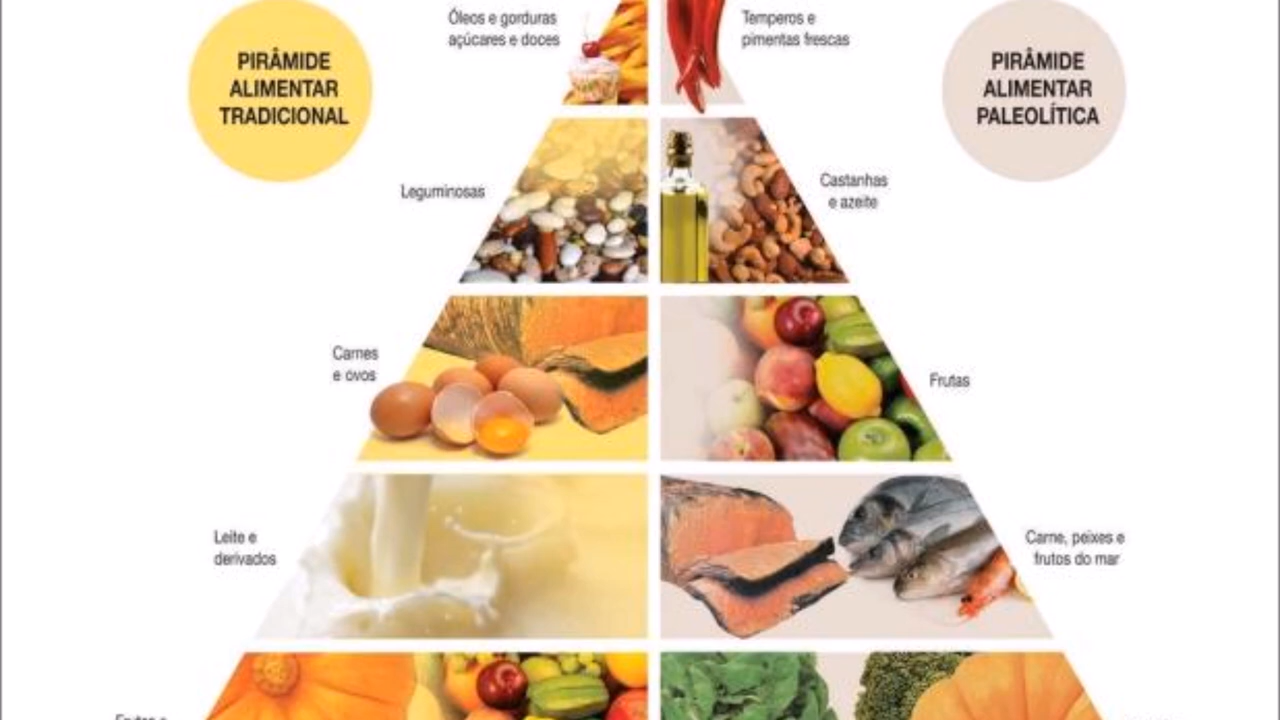 PIRÂMIDE
ALIMENTAR
TRADICIONAL
Óleos e gorduras
açúcares e doces
Temperos e
pimentas frescas
PIRÂMIDE
ALIMENTAR
PALEOLÍTICA
Leguminosas
Castanhas
e azeite
Carnes
e ovos
Frutas
Leite e
derivados
Carne, peixes e
frutos do mar
Frutas e